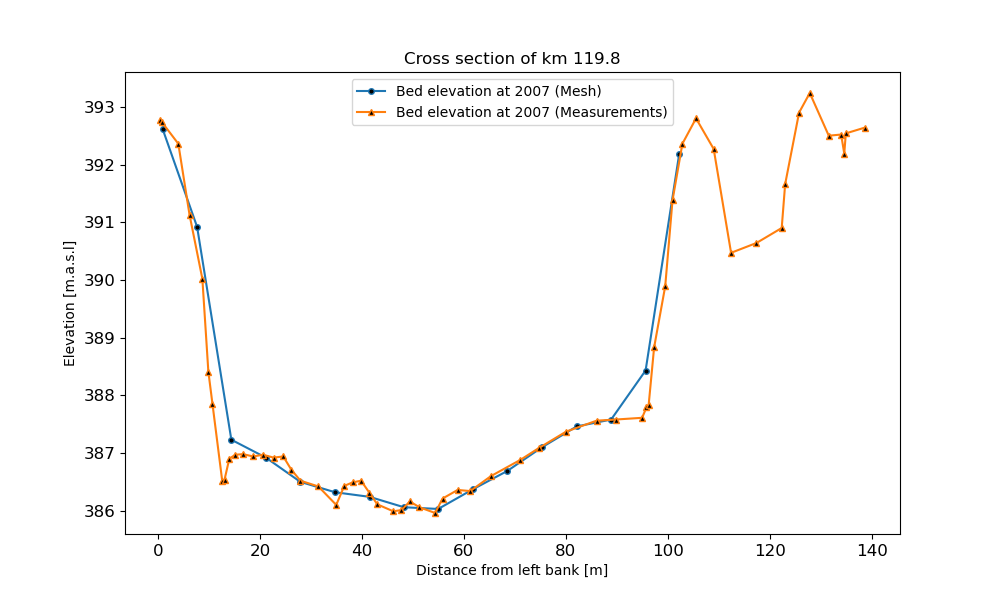 Cross section of km 119.8
Bed elevation at 2007 (Mesh)
Bed elevation at 2007 (Measurements)
Elevation [m.a.s.l]
393
392
391
390
389
388
387
386
0 20 40 60 80 100 120 140
Distance from left bank [m]